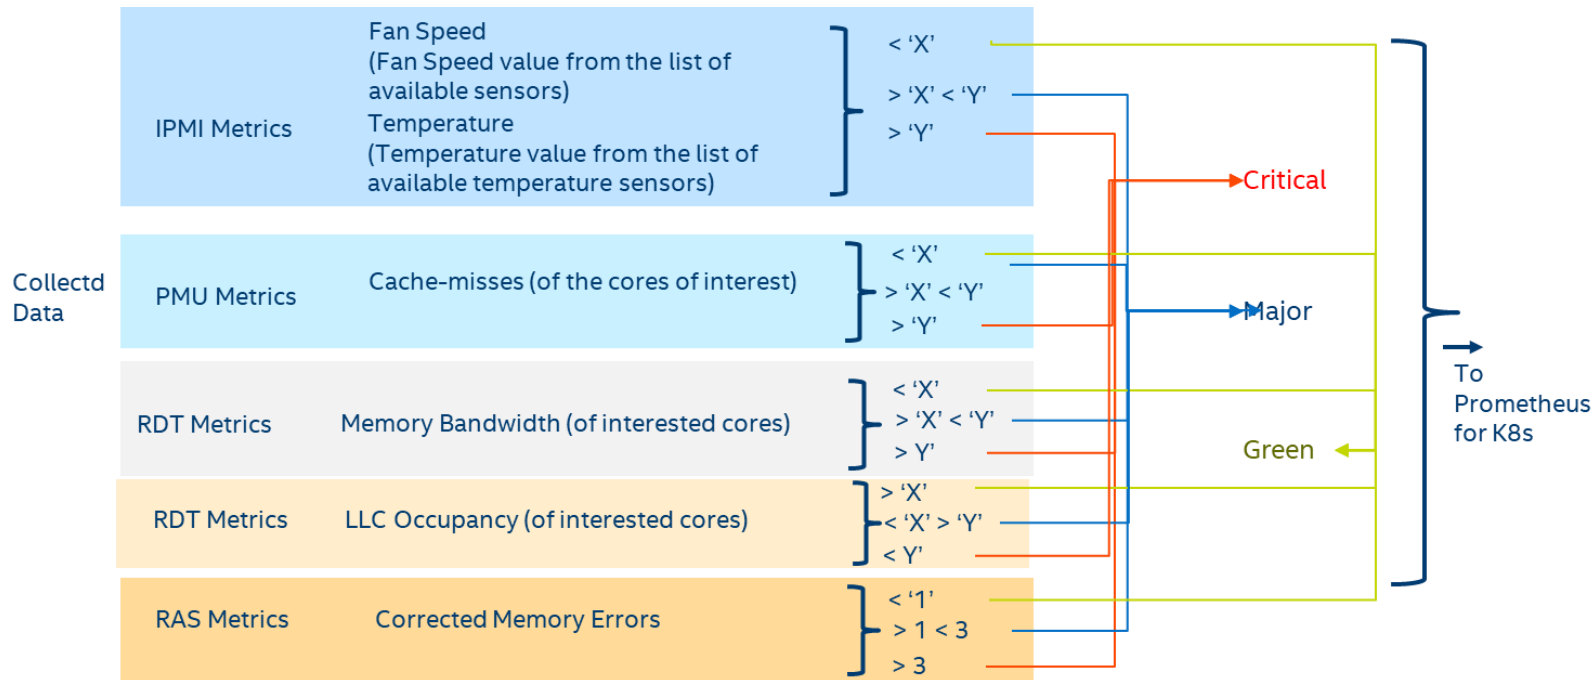 Collectd
Data
IPMI Metrics
Fan Speed
(Fan Speed value from the list of
available sensors)
Temperature
(Temperature value from the list of
available temperature sensors)
< ‘X’
> ‘X’ < ‘Y’
> ‘Y’
PMU Metrics
Cache-misses (of the cores of interest)
< ‘X’
> ‘X’ < ‘Y’
> ‘Y’
RDT Metrics
Memory Bandwidth (of interested cores)
< ‘X’
> ‘X’ < ‘Y’
> Y’
RDT Metrics
LLC Occupancy (of interested cores)
> ‘X’
< ‘X’ > ‘Y’
< Y’
RAS Metrics
Corrected Memory Errors
< ‘1’
> 1 < 3
> 3
Critical
Major
Green
To
Prometheus
for K8s